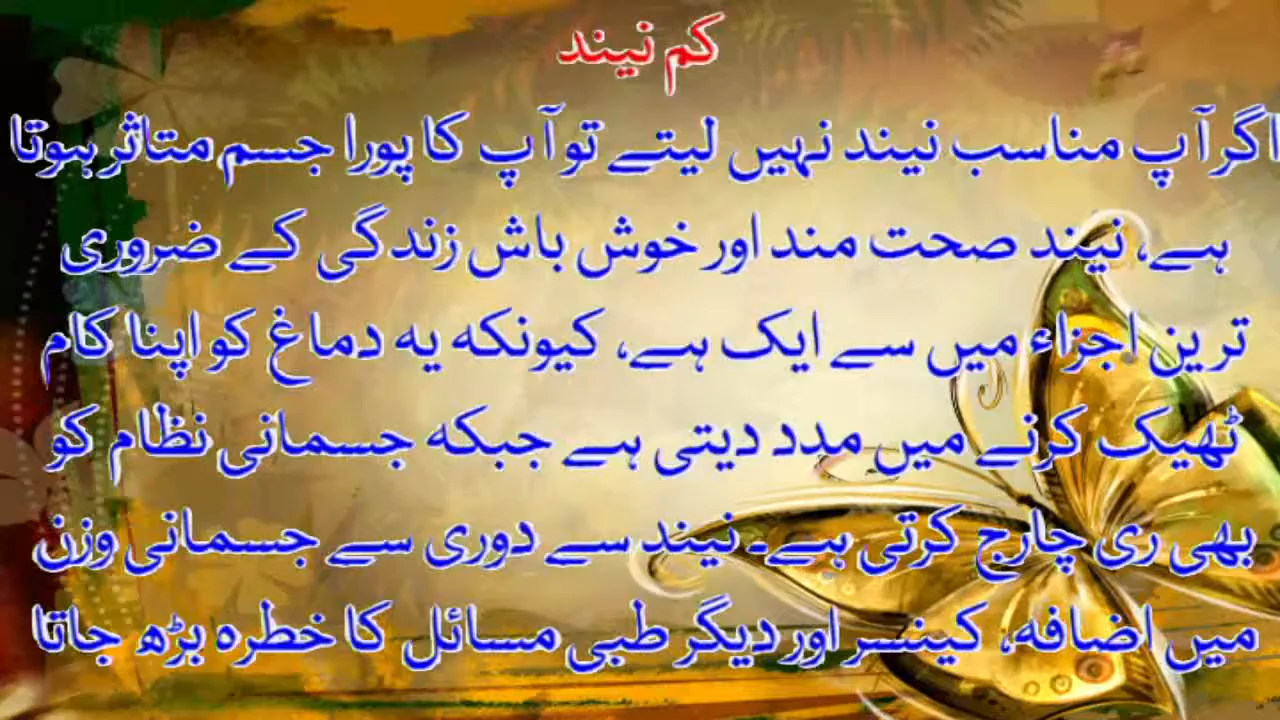 کم نیند
اگر آپ مناسب نیند نہیں لیتے تو آپ کا پورا جسم متاثر ہوتا
ہے، نیند صحت مند اور خوش باش زندگی کے ضروری
ترین اجزاء میں سے ایک ہے، کیونکہ یہ دماغ کو اپنا کام
ٹھیک کرنے میں مدد دیتی ہے جبکہ جسمانی نظام کو
بھی ری چارج کرتی ہے۔ نیند سے دوری سے جسمانی وزن
میں اضافہ، کینسر اور دیگر طبی مسائل کا خطرہ بڑھ جاتا